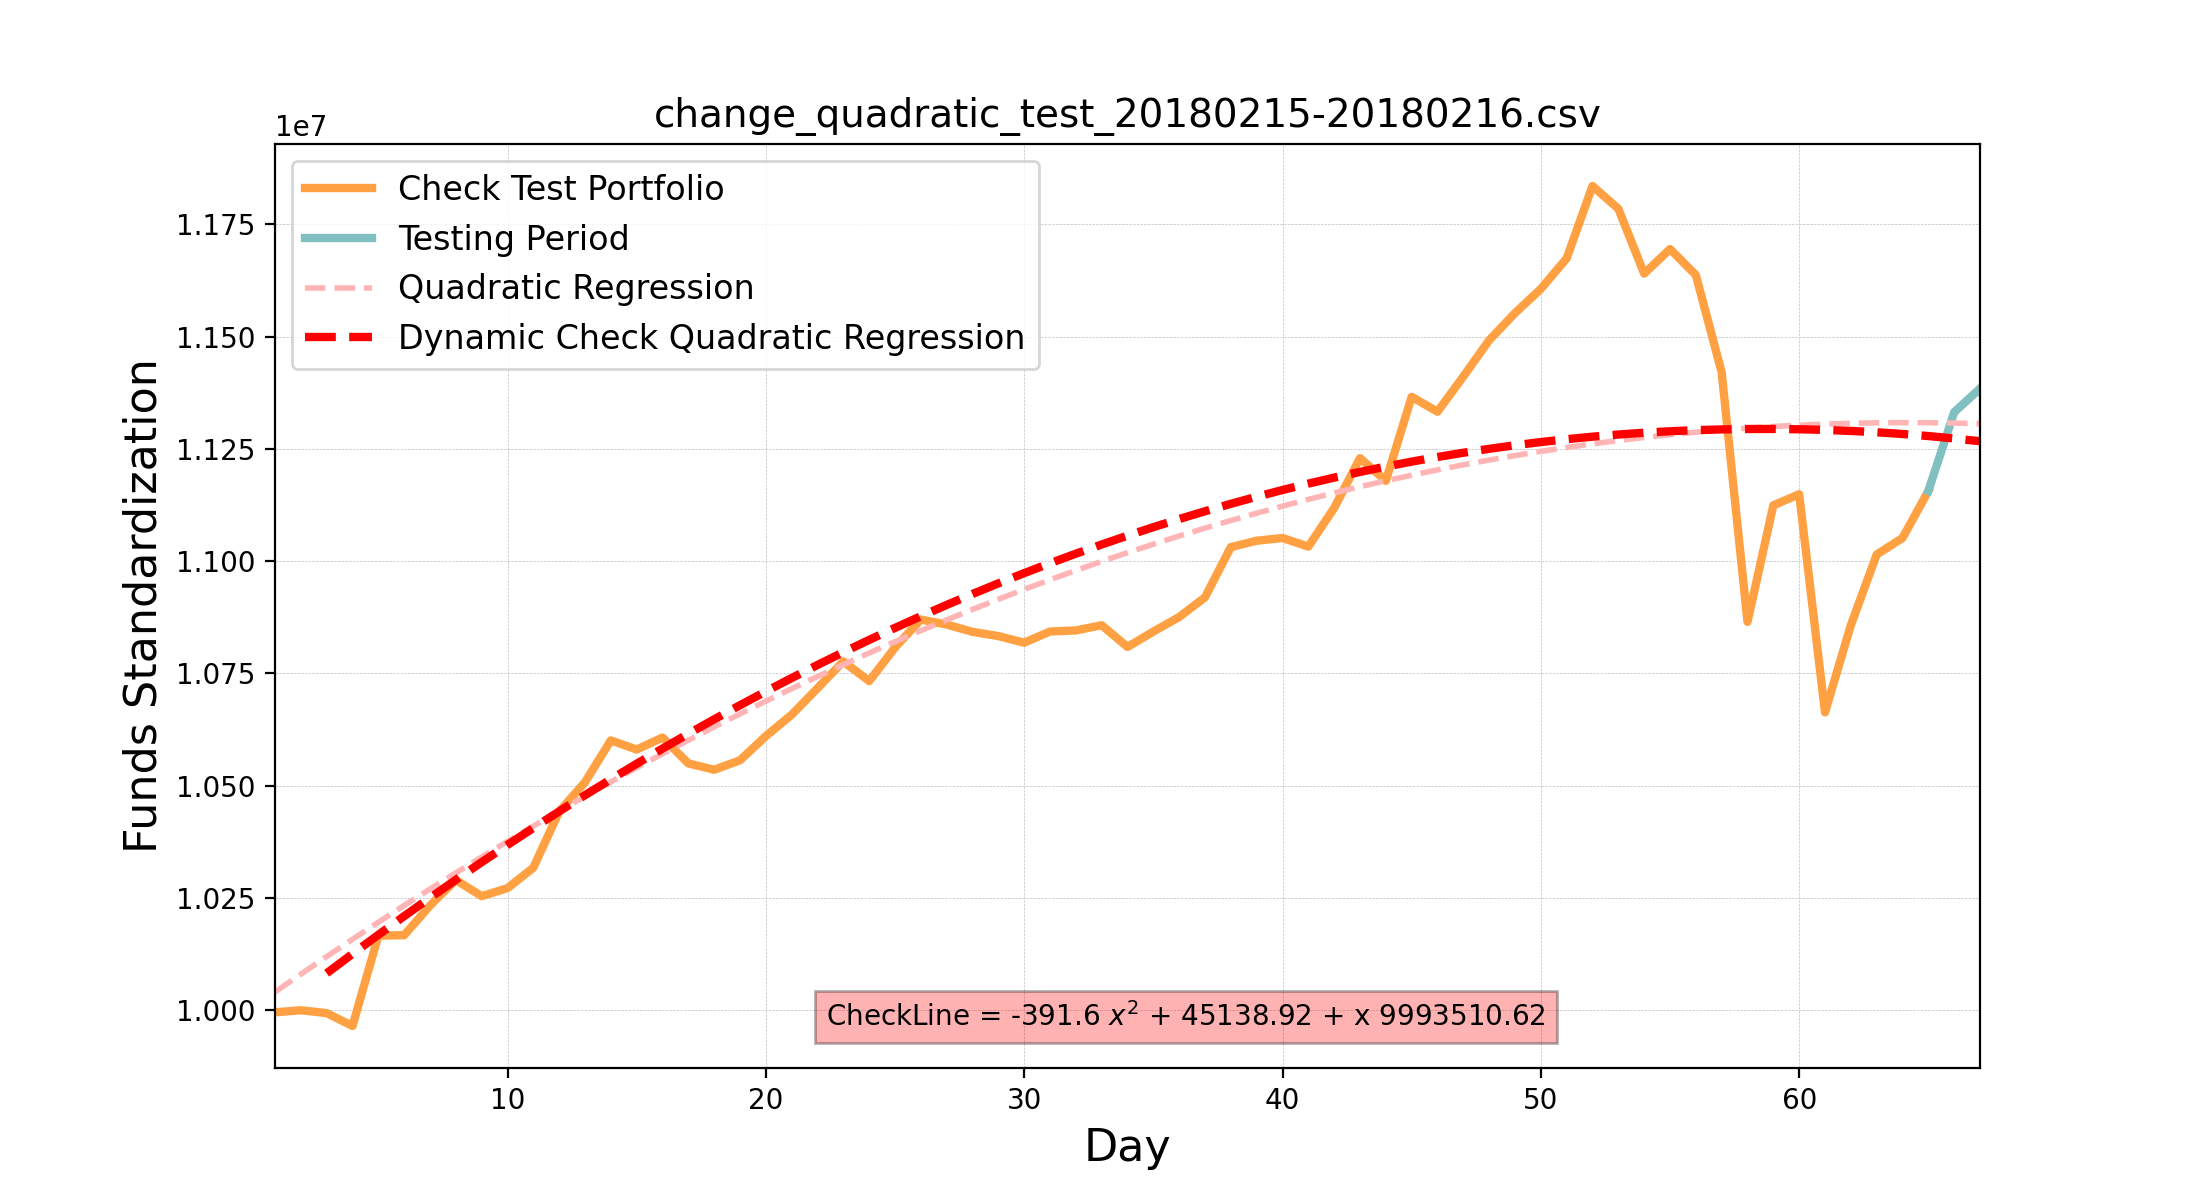 change_quadratic_test_20180215-20180216.csv
1e7
Check Test Portfolio
Testing Period
Quadratic Regression
Dynamic Check Quadratic Regression
1.175
1.150
1.125
1.100
1.075
1.050
1.025
1.000
Funds Standardization
CheckLine = -391.6 x² + 45138.92 + x 9993510.62
10 20 30 40 50 60
Day